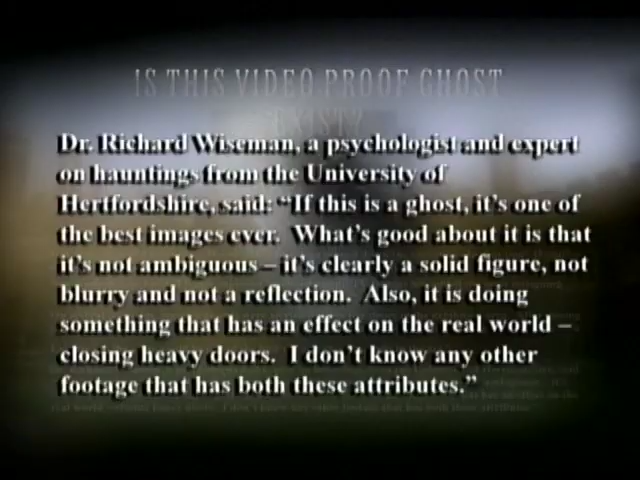 IS THIS VIDEO PROOF GHOST
EXIST?
Dr. Richard Wiseman, a psychologist and expert
on hauntings from the University of
Hertfordshire, said: “If this is a ghost, it’s one of
the best images ever.  What’s good about it is that
it’s not ambiguous – it’s clearly a solid figure, not
blurry and not a reflection.  Also, it is doing
something that has an effect on the real world –
closing heavy doors.  I don’t know any other
footage that has both these attributes.”